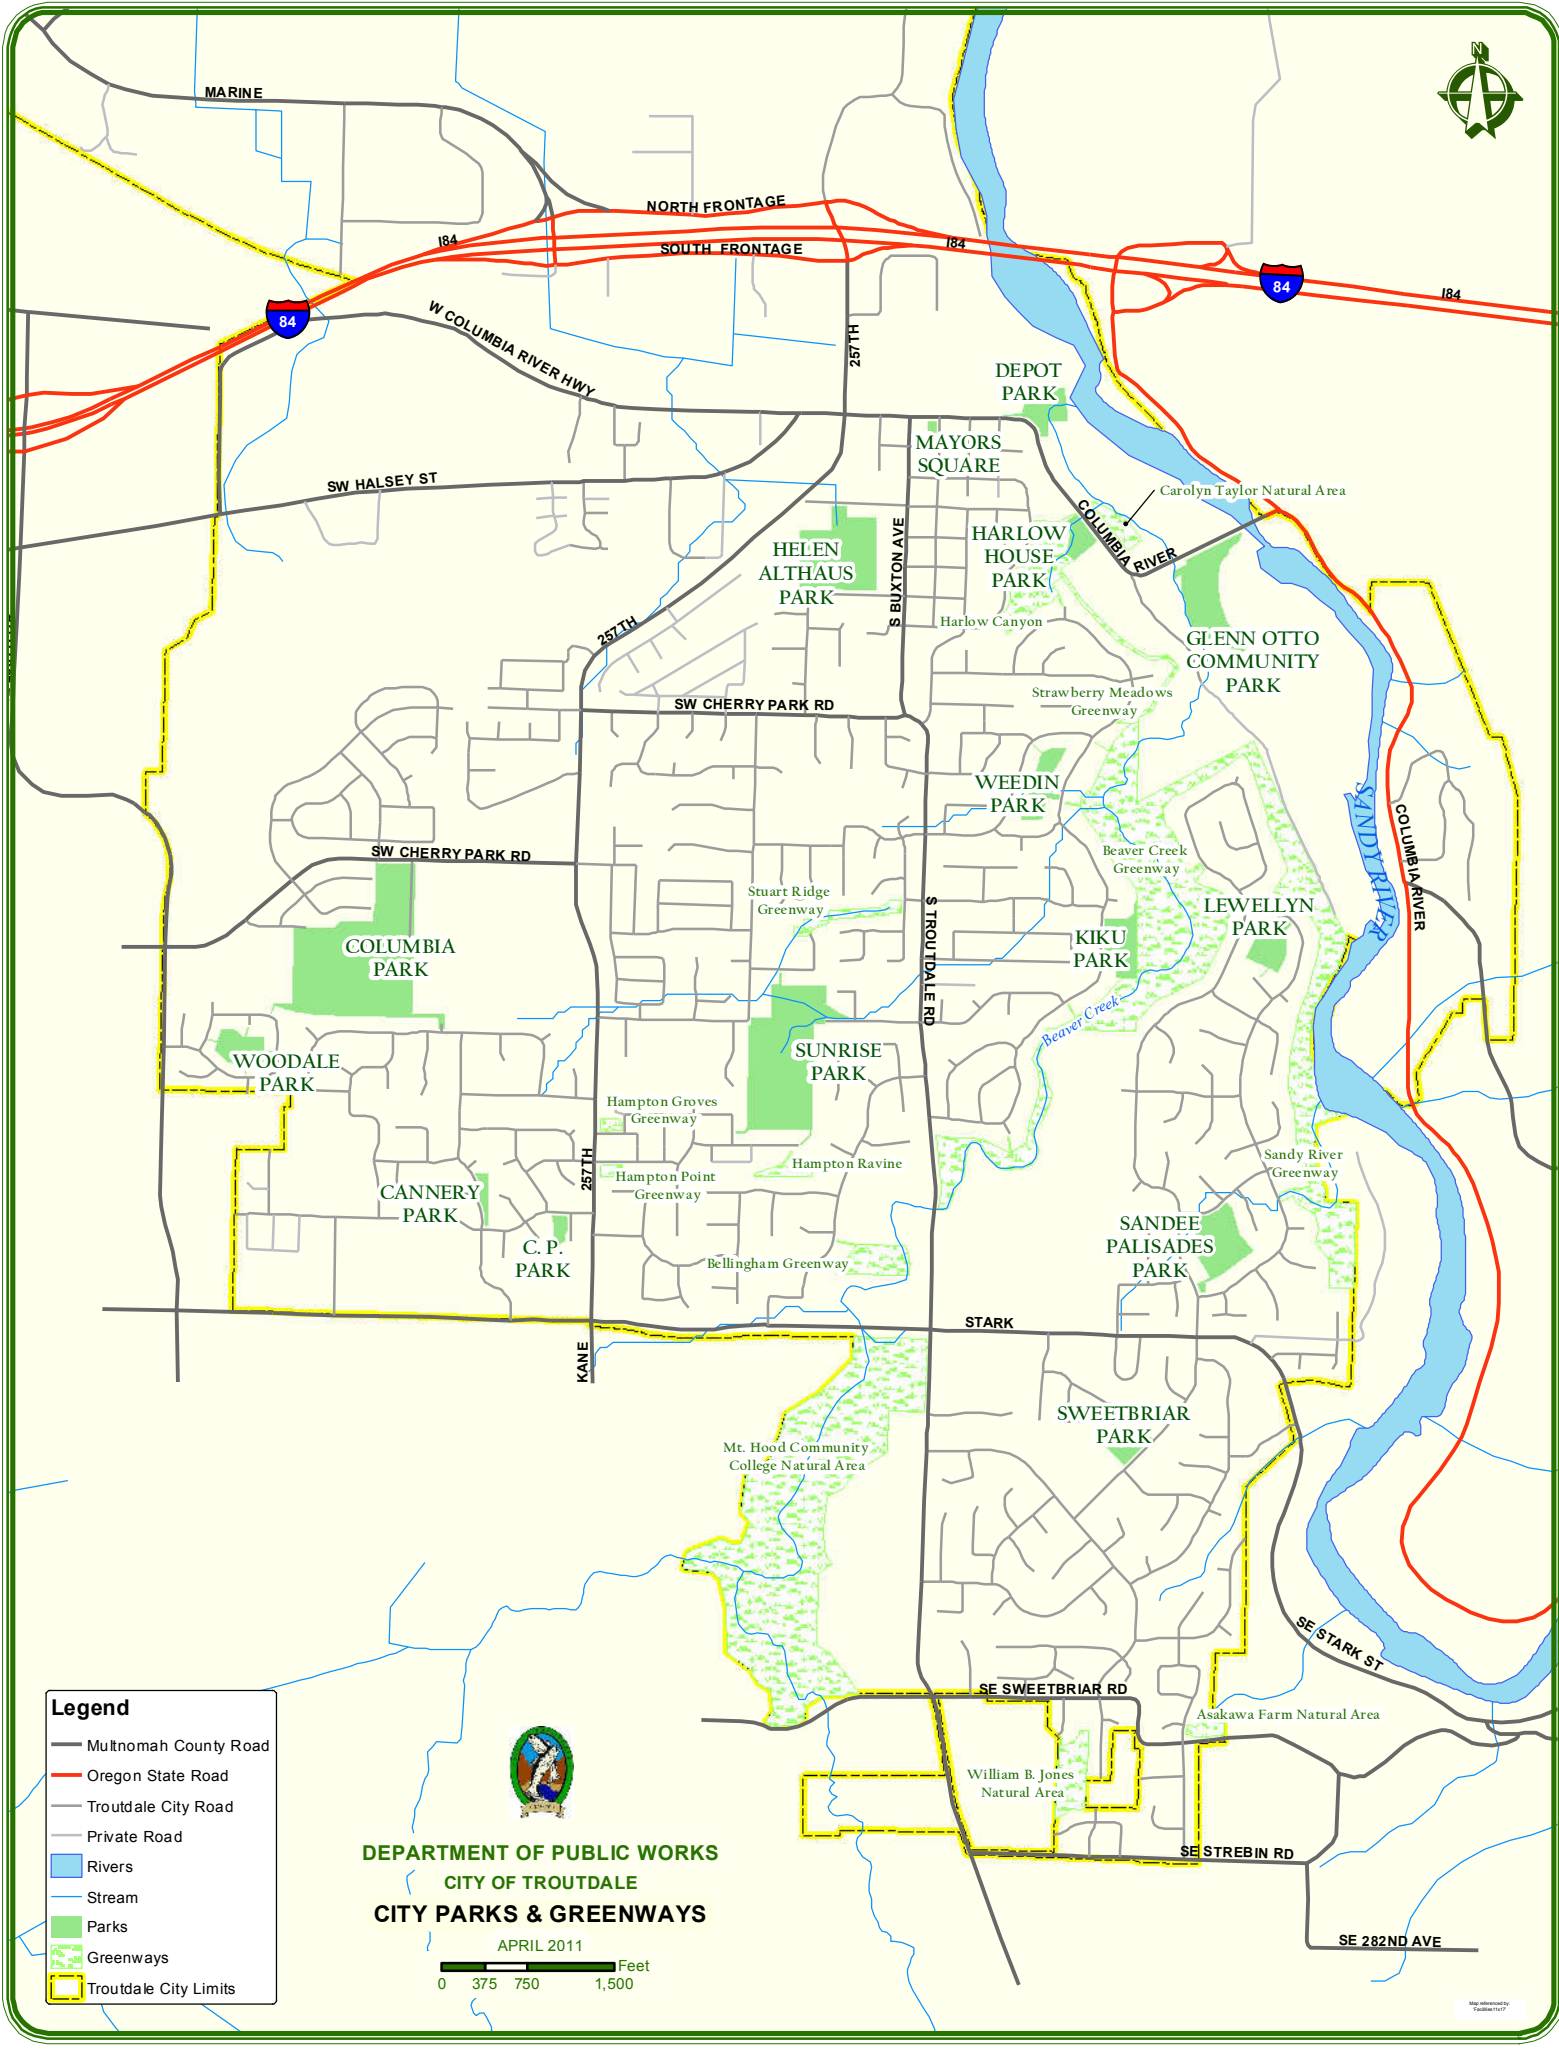 N
MARINE
NORTH FRONTAGE
I84
SOUTH FRONTAGE
I84
84
I84
84
W COLUMBIA RIVER HWY
257TH
DEPOT
PARK
MAYORS
SQUARE
SW HALSEY ST
Carolyn Taylor Natural Area
COLUMBIA RIVER
HARLOW
HOUSE
PARK
HELEN
ALTHAUS
PARK
S BUXTON AVE
Harlow Canyon
257TH
GLENN OTTO
COMMUNITY
PARK
Strawberry Meadows
Greenway
SW CHERRY PARK RD
WEEDIN
PARK
SANDY RIVER
COLUMBIA RIVER
SW CHERRY PARK RD
Beaver Creek
Greenway
Stuart Ridge
Greenway
S TROUTDALE RD
LEWELLYN
PARK
COLUMBIA
PARK
KIKU
PARK
Beaver Creek
WOODALE
PARK
SUNRISE
PARK
Hampton Groves
Greenway
257TH
Hampton Ravine
Hampton Point
Greenway
Sandy River
Greenway
CANNERY
PARK
C. P.
PARK
SANDEE
PALISADES
PARK
Bellingham Greenway
STARK
KANE
SWEETBRIAR
PARK
Mt. Hood Community
College Natural Area
SE STARK ST
SE SWEETBRIAR RD
Asakawa Farm Natural Area
William B. Jones
Natural Area
SE STREBIN RD
SE 282ND AVE
Legend
Multnomah County Road
Oregon State Road
Troutdale City Road
Private Road
Rivers
Stream
Parks
Greenways
Troutdale City Limits
DEPARTMENT OF PUBLIC WORKS
CITY OF TROUTDALE
CITY PARKS & GREENWAYS
APRIL 2011
Feet
0 375 750 1,500
Map referenced by: